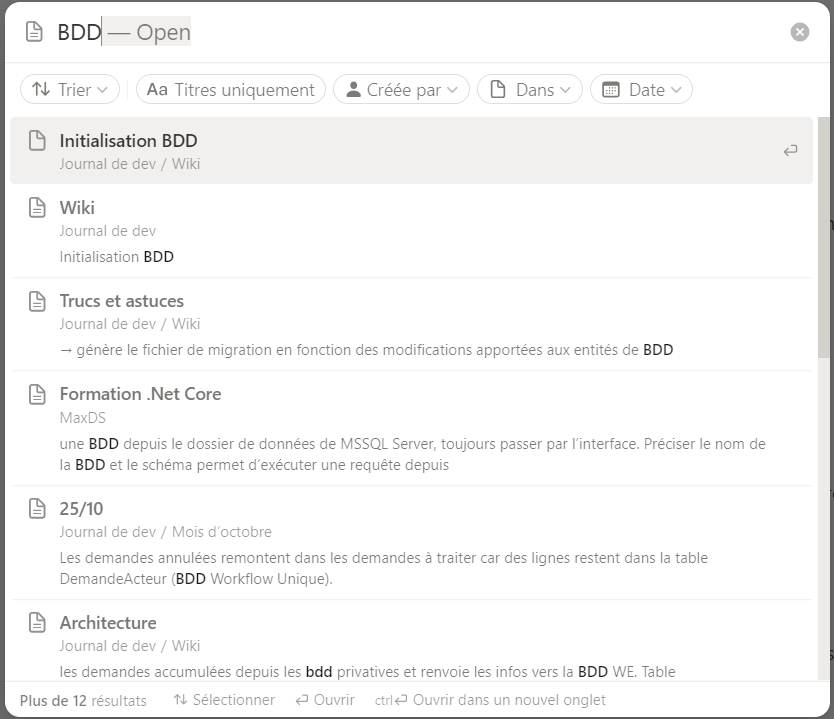 BDD — Open
Trier Aa Titres uniquement Créée par Dans Date
Initialisation BDD
Journal de dev / Wiki
Wiki
Journal de dev
Initialisation BDD
Trucs et astuces
Journal de dev / Wiki
→ génère le fichier de migration en fonction des modifications apportées aux entités de BDD
Formation .Net Core
MaxDS
une BDD depuis le dossier de données de MSSQL Server, toujours passer par l’interface. Préciser le nom de
la BDD et le schéma permet d’exécuter une requête depuis
25/10
Journal de dev / Mois d’octobre
Les demandes annulées remontent dans les demandes à traiter car des lignes restent dans la table
DemandeActeur (BDD Workflow Unique).
Architecture
Journal de dev / Wiki
les demandes accumulées depuis les bdd privatives et renvoie les infos vers la BDD WE. Table
Plus de 12 résultats Sélectionner Ouvrir ctrl Ouvrir dans un nouvel onglet